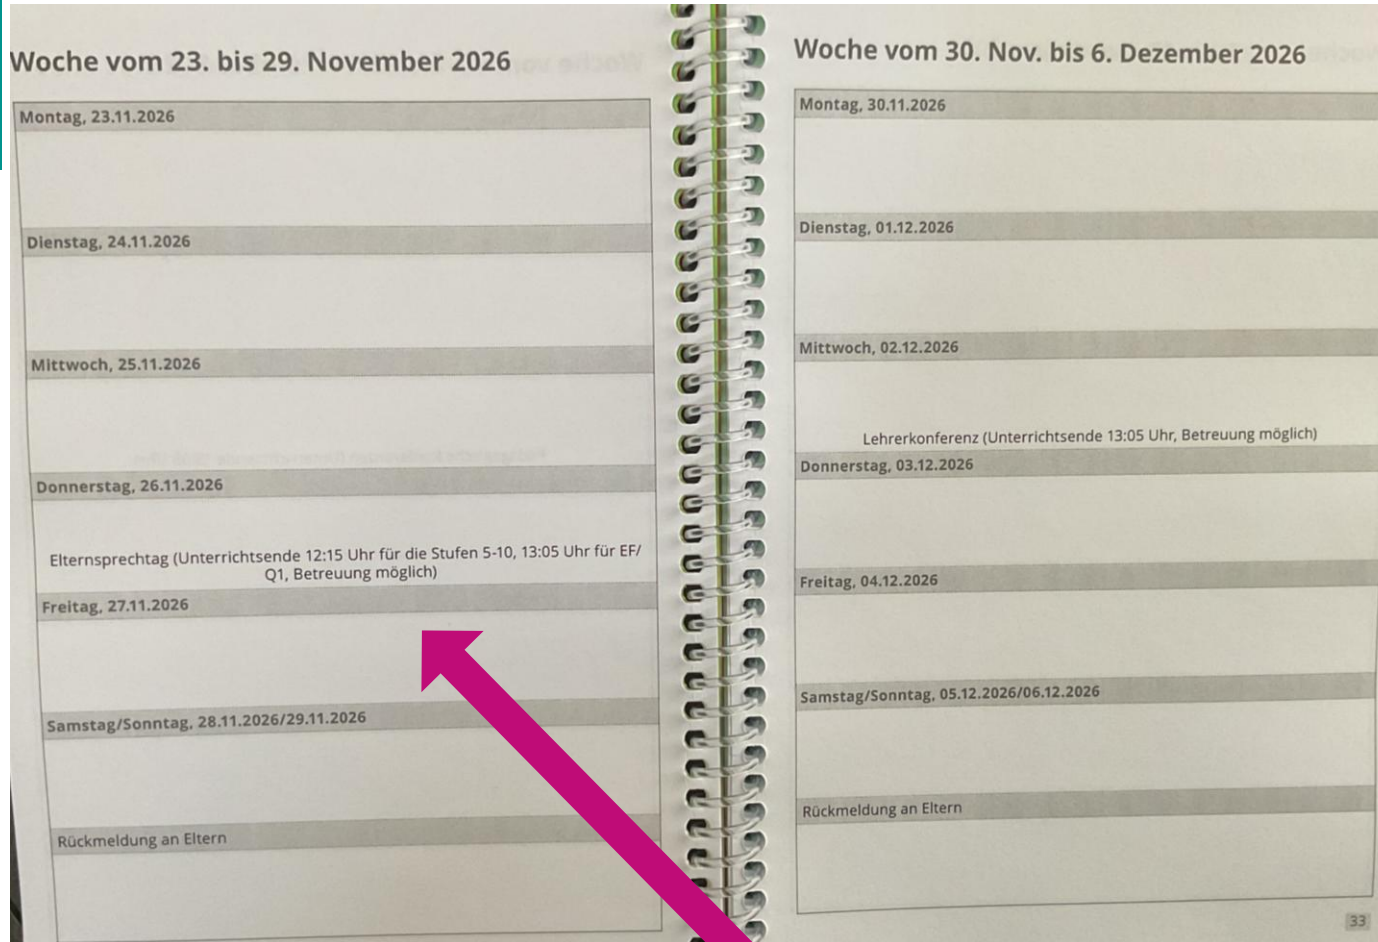 Woche vom 23. bis 29. November 2026
Montag, 23.11.2026
Dienstag, 24.11.2026
Mittwoch, 25.11.2026
Donnerstag, 26.11.2026
Elternsprechtag (Unterrichtsende 12:15 Uhr für die Stufen 5-10, 13:05 Uhr für EF/
Q1, Betreuung möglich)
Freitag, 27.11.2026
Samstag/Sonntag, 28.11.2026/29.11.2026
Rückmeldung an Eltern
Woche vom 30. Nov. bis 6. Dezember 2026
Montag, 30.11.2026
Dienstag, 01.12.2026
Mittwoch, 02.12.2026
Lehrerkonferenz (Unterrichtsende 13:05 Uhr, Betreuung möglich)
Donnerstag, 03.12.2026
Freitag, 04.12.2026
Samstag/Sonntag, 05.12.2026/06.12.2026
Rückmeldung an Eltern
33